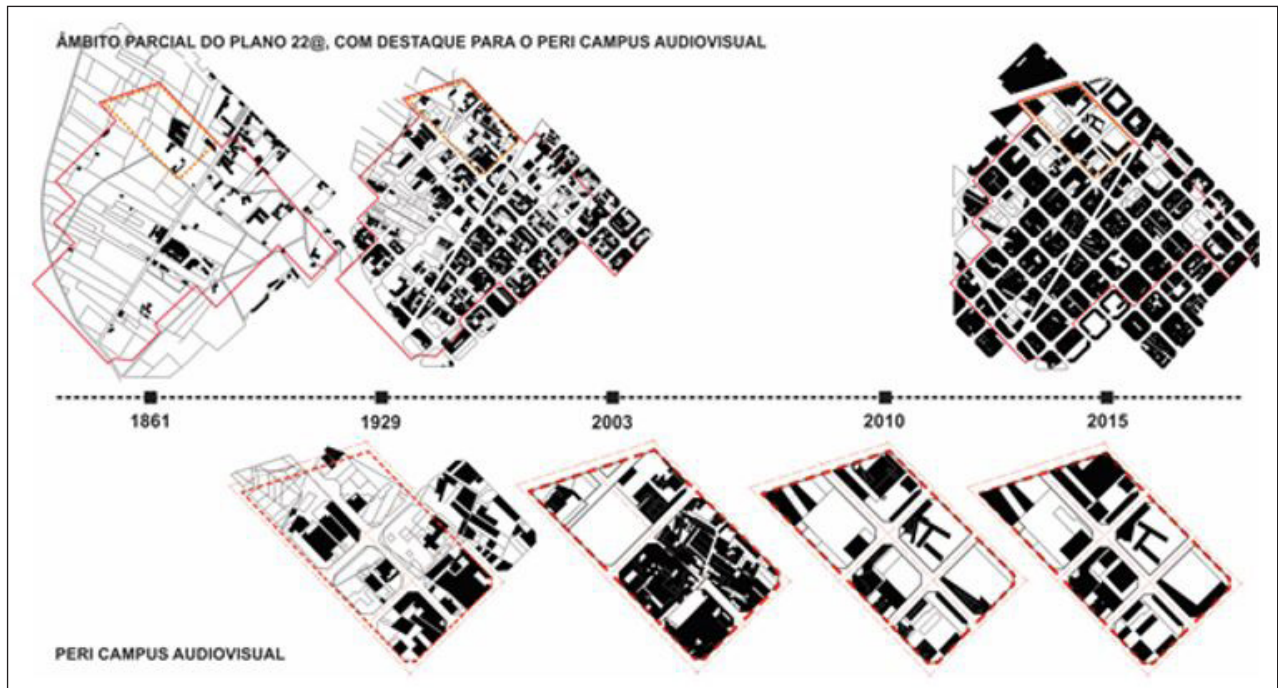 ÂMBITO PARCIAL DO PLANO 22@, COM DESTAQUE PARA O PERI CAMPUS AUDIOVISUAL
1861
1929
2003
2010
2015
PERI CAMPUS AUDIOVISUAL